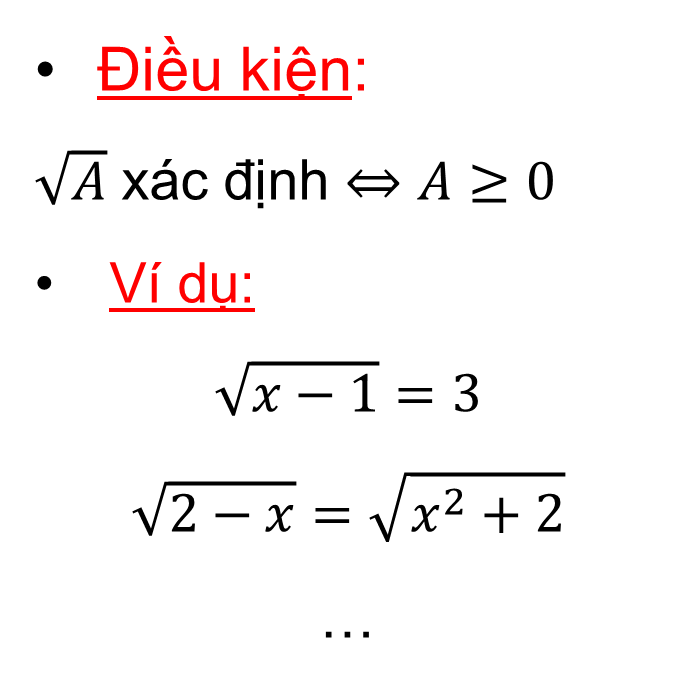 • Điều kiện:
√A xác định ⇔ A ≥ 0
• Ví dụ:
√(x − 1) = 3
√(2 − x) = √(x² + 2)
…